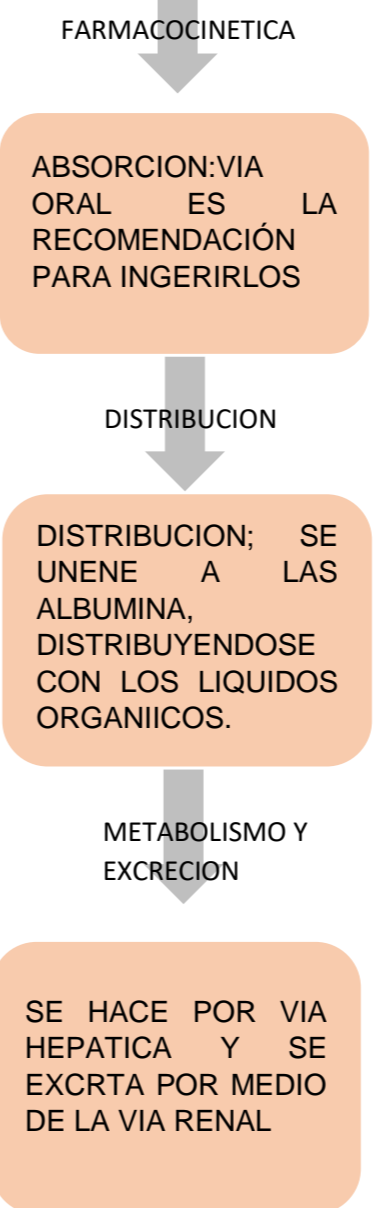 FARMACOCINETICA
ABSORCION:VIA
ORAL ES LA
RECOMENDACIÓN
PARA INGERIRLOS
DISTRIBUCION
DISTRIBUCION; SE
UNENE A LAS
ALBUMINA,
DISTRIBUYENDOSE
CON LOS LIQUIDOS
ORGANIICOS.
METABOLISMO Y
EXCRECION
SE HACE POR VIA
HEPATICA Y SE
EXCRTA POR MEDIO
DE LA VIA RENAL